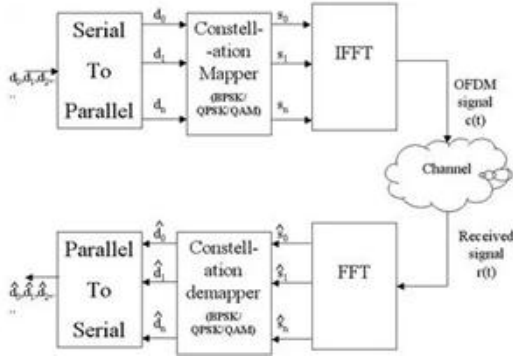 d₀,d₁,d₂,.
..
Serial
To
Parallel
d₀
d₁
dₙ
Constell-
-ation
Mapper
(BPSK/
QPSK/QAM)
s₀
s₁
sₙ
IFFT
OFDM
signal
c(t)
Channel
Received
signal
r(t)
FFT
ŝ₀
ŝ₁
ŝₙ
Constell-
ation
demapper
(BPSK/
QPSK/QAM)
d̂₀
d̂₁
d̂ₙ
Parallel
To
Serial
d̂₀,d̂₁,d̂₂,.
..